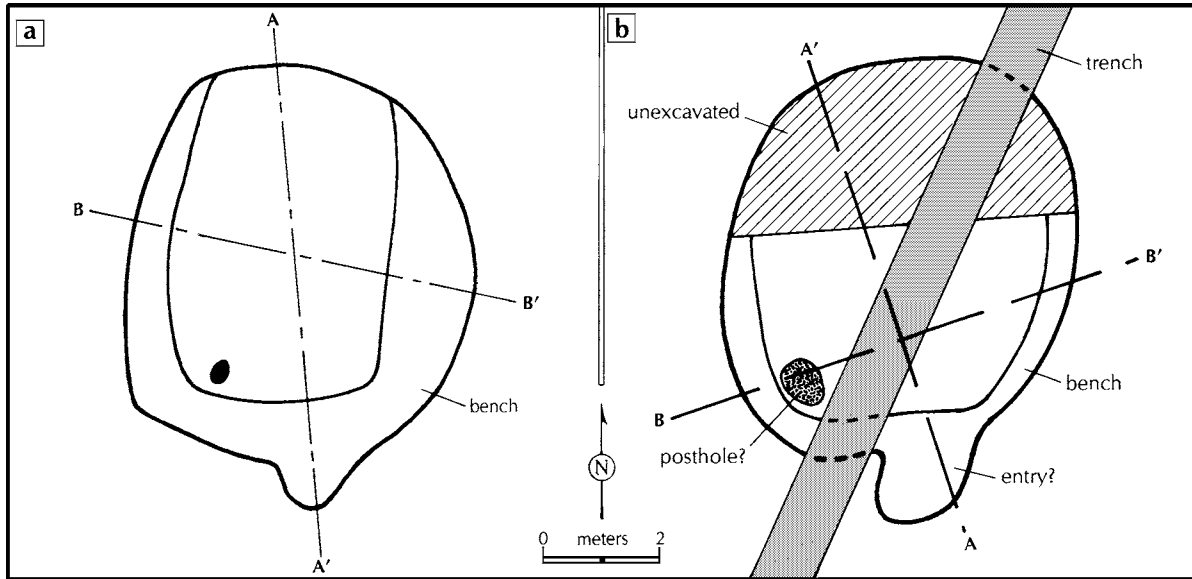 a
A
B
B'
bench
A'
N
0 meters 2
b
A'
trench
unexcavated
B'
B
bench
posthole?
entry?
A